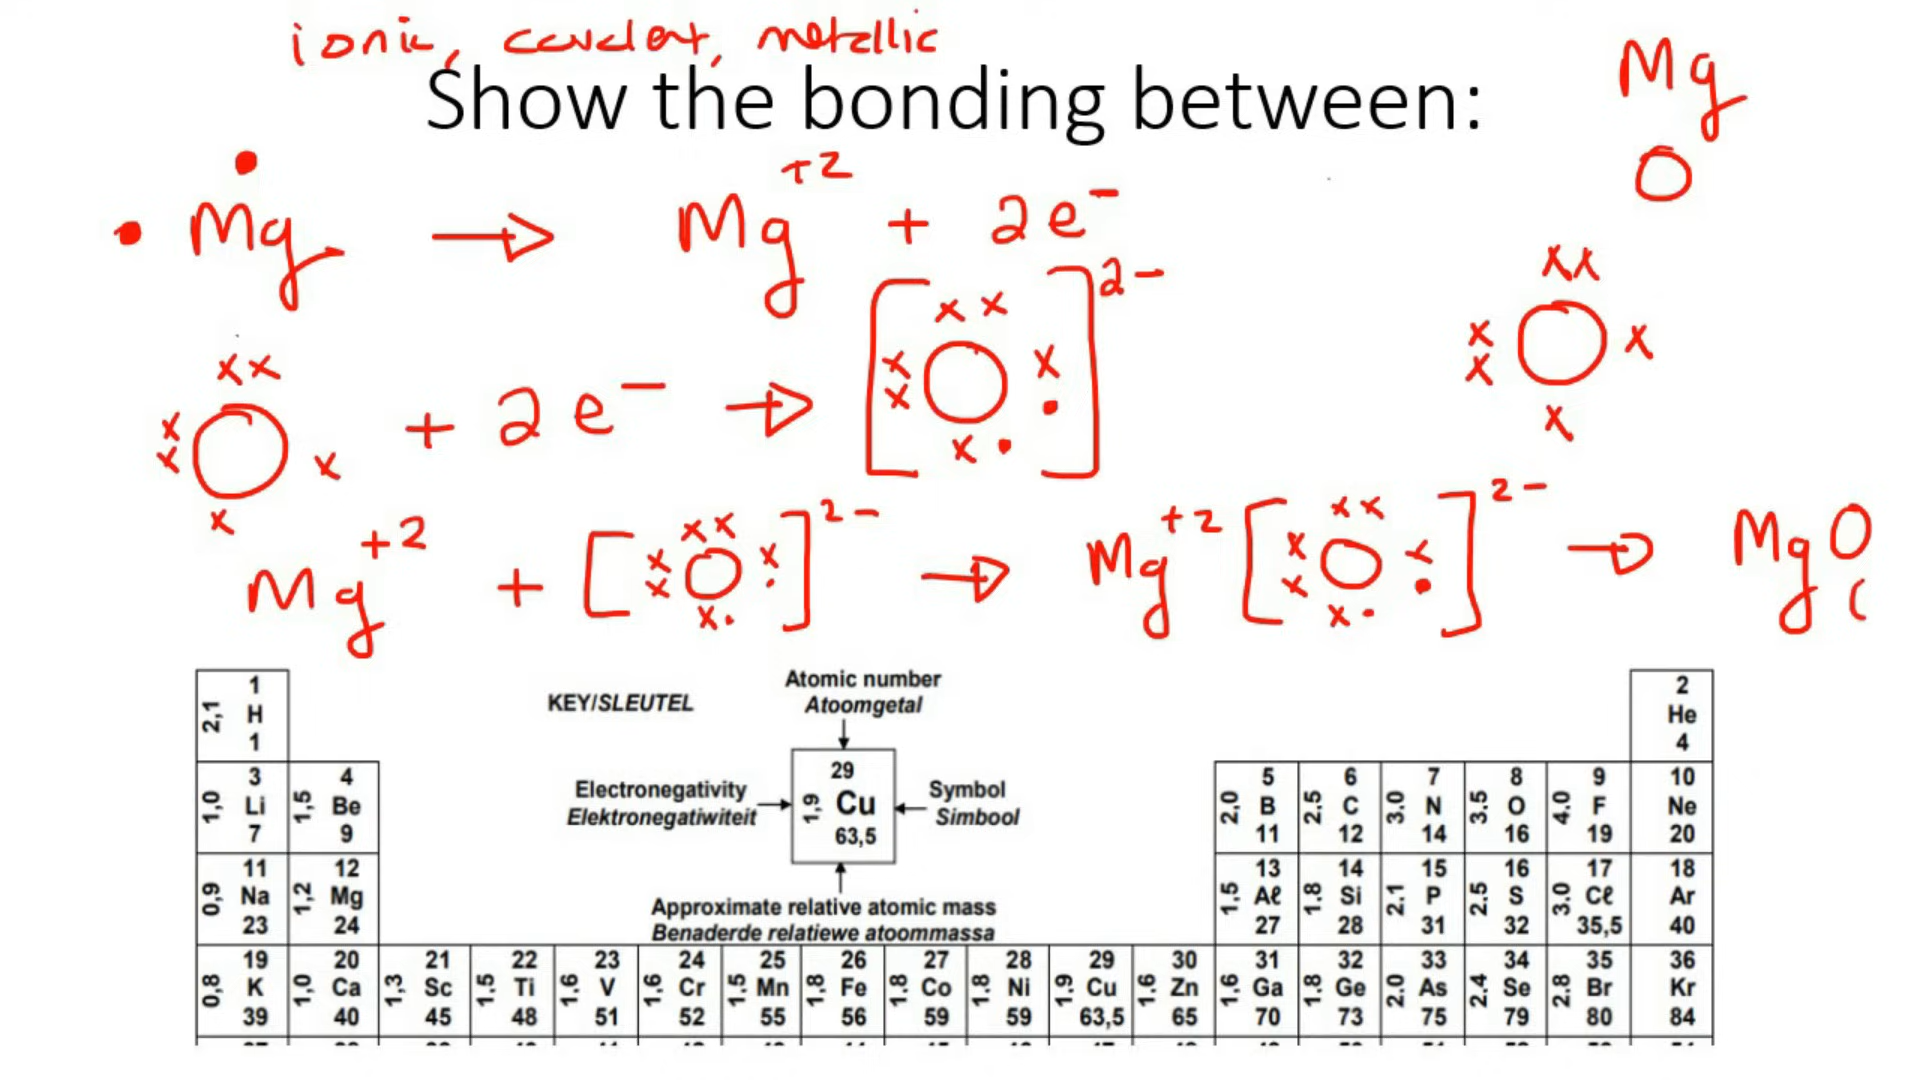 ionic, covalent, metallic
Show the bonding between:
Mg
O
Mg → Mg+2 + 2e−
xx
xx O x
x
xx
xx O x
x
+ 2e− → [xx xx O x• x•]2−
Mg+2 + [xx xx O x• x•]2− → Mg+2 [xx xx O x• x•]2− → MgO
(
KEY/SLEUTEL
Atomic number
Atoomgetal
Electronegativity
Elektronegatiwiteit
29
1,9 Cu
63,5
Symbol
Simbool
Approximate relative atomic mass
Benaderde relatiewe atoommassa
1 2
2,1 H He
1 4
3 4 5 6 7 8 9 10
1,0 Li 1,5 Be 2,0 B 2,5 C 3,0 N 3,5 O 4,0 F Ne
7 9 11 12 14 16 19 20
11 12 13 14 15 16 17 18
0,9 Na 1,2 Mg 1,5 Aℓ 1,8 Si 2,1 P 2,5 S 3,0 Cℓ Ar
23 24 27 28 31 32 35,5 40
19 20 21 22 23 24 25 26 27 28 29 30 31 32 33 34 35 36
0,8 K 1,0 Ca 1,3 Sc 1,5 Ti 1,6 V 1,6 Cr 1,5 Mn 1,8 Fe 1,8 Co 1,8 Ni 1,9 Cu 1,6 Zn 1,6 Ga 1,8 Ge 2,0 As 2,4 Se 2,8 Br Kr
39 40 45 48 51 52 55 56 59 59 63,5 65 70 73 75 79 80 84